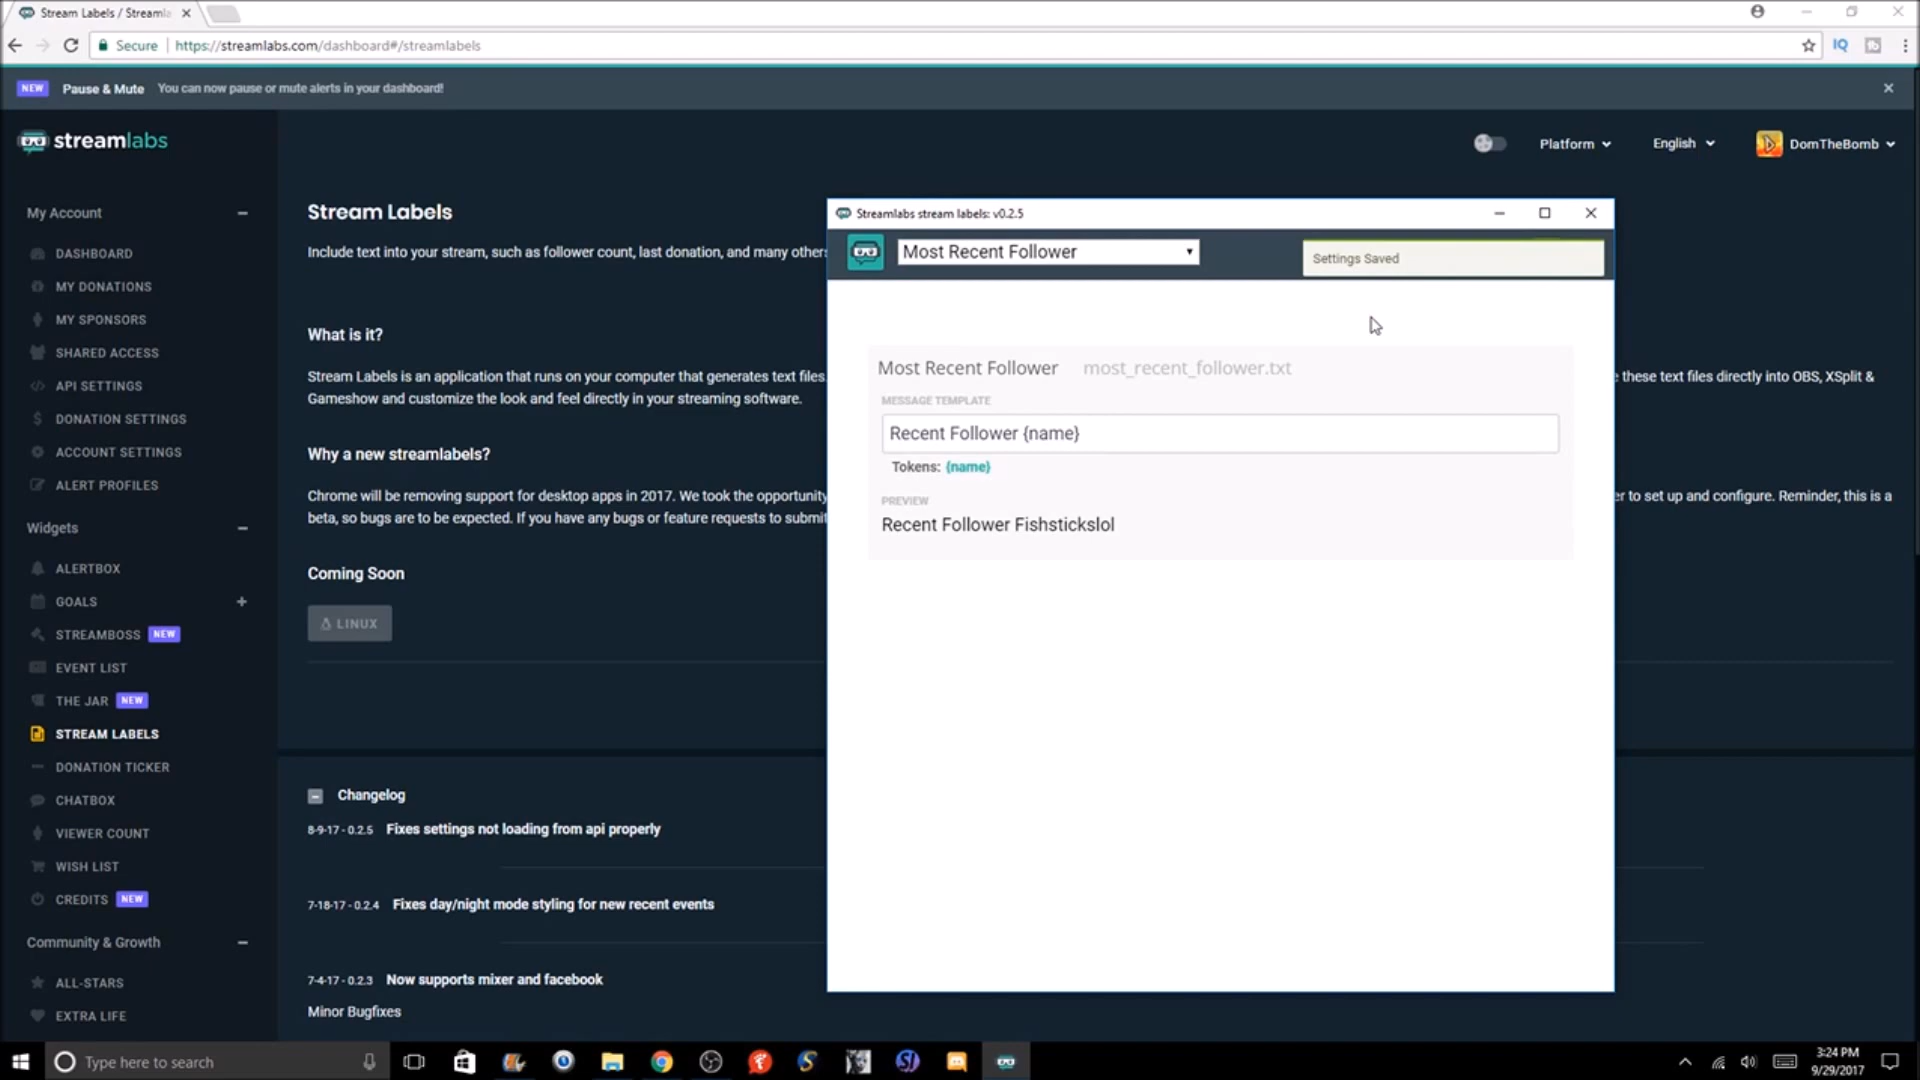 Stream Labels / Streamla
Secure
https://streamlabs.com/dashboard#/streamlabels
IQ
NEW Pause & Mute You can now pause or mute alerts in your dashboard!
streamlabs
Platform
English
DomTheBomb
My Account
DASHBOARD
MY DONATIONS
MY SPONSORS
SHARED ACCESS
API SETTINGS
DONATION SETTINGS
ACCOUNT SETTINGS
ALERT PROFILES
Widgets
ALERTBOX
GOALS
STREAMBOSS NEW
EVENT LIST
THE JAR NEW
STREAM LABELS
DONATION TICKER
CHATBOX
VIEWER COUNT
WISH LIST
CREDITS NEW
Community & Growth
ALL-STARS
EXTRA LIFE
Stream Labels
Include text into your stream, such as follower count, last donation, and many others
What is it?
Stream Labels is an application that runs on your computer that generates text files. these text files directly into OBS, XSplit &
Gameshow and customize the look and feel directly in your streaming software.
Why a new streamlabels?
Chrome will be removing support for desktop apps in 2017. We took the opportunity er to set up and configure. Reminder, this is a
beta, so bugs are to be expected. If you have any bugs or feature requests to submit
Coming Soon
LINUX
Changelog
8-9-17 - 0.2.5 Fixes settings not loading from api properly
7-18-17 - 0.2.4 Fixes day/night mode styling for new recent events
7-4-17 - 0.2.3 Now supports mixer and facebook
Minor Bugfixes
Streamlabs stream labels: v0.2.5
Most Recent Follower
Settings Saved
Most Recent Follower most_recent_follower.txt
MESSAGE TEMPLATE
Recent Follower {name}
Tokens: {name}
PREVIEW
Recent Follower Fishstickslol
Type here to search
3:24 PM
9/29/2017